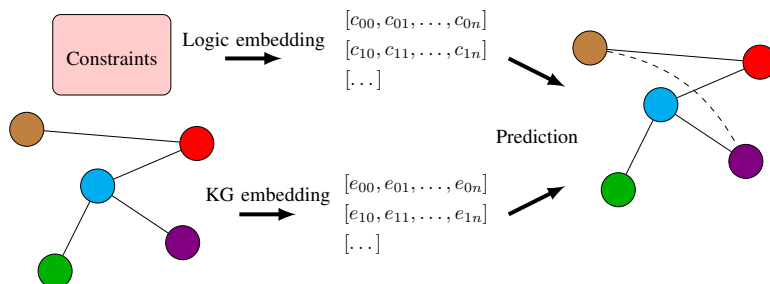 Constraints
Logic embedding
[c₀₀, c₀₁, . . . , c₀ₙ]
[c₁₀, c₁₁, . . . , c₁ₙ]
[. . .]
Prediction
KG embedding
[e₀₀, e₀₁, . . . , e₀ₙ]
[e₁₀, e₁₁, . . . , e₁ₙ]
[. . .]